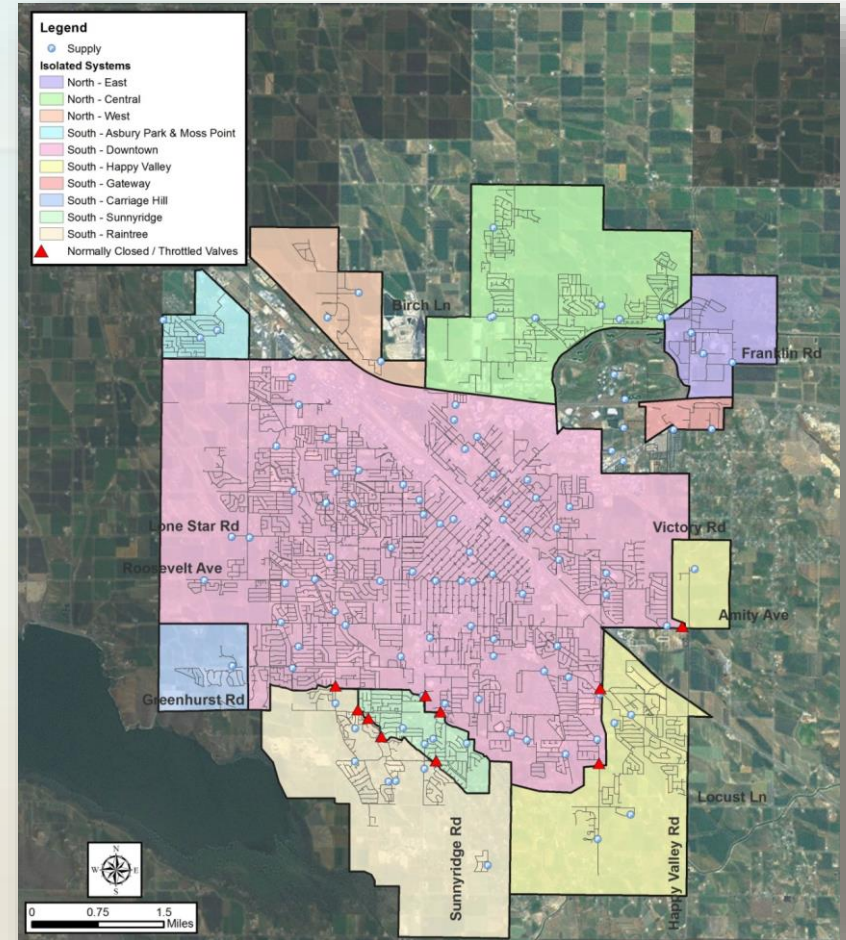 Legend
Supply
Isolated Systems
North - East
North - Central
North - West
South - Asbury Park & Moss Point
South - Downtown
South - Happy Valley
South - Gateway
South - Carriage Hill
South - Sunnyridge
South - Raintree
Normally Closed / Throttled Valves
Birch Ln
Franklin Rd
Lone Star Rd
Victory Rd
Roosevelt Ave
Amity Ave
Greenhurst Rd
Locust Ln
Sunnyridge Rd
Happy Valley Rd
N
W E
S
0 0.75 1.5
Miles